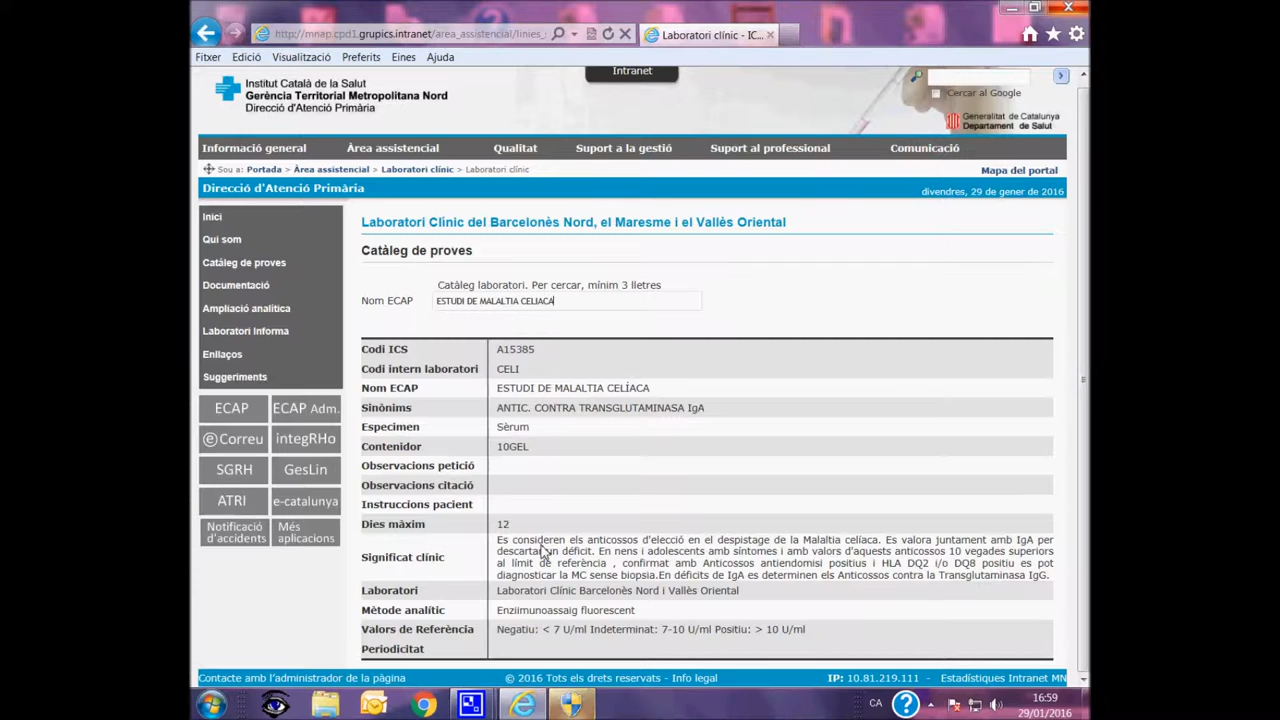 http://mnap.cpd1.grupics.intranet/area_assistencial/linies_
Laboratori clínic - IC...
Fitxer Edició Visualització Preferits Eines Ajuda
Institut Català de la Salut
Gerència Territorial Metropolitana Nord
Direcció d'Atenció Primària
Intranet
Cercar al Google
Generalitat de Catalunya
Departament de Salut
Informació general Àrea assistencial Qualitat Suport a la gestió Suport al professional Comunicació
Sou a: Portada > Àrea assistencial > Laboratori clínic > Laboratori clínic
Mapa del portal
Direcció d'Atenció Primària
divendres, 29 de gener de 2016
Inici
Qui som
Catàleg de proves
Documentació
Ampliació analítica
Laboratori Informa
Enllaços
Suggeriments
ECAP ECAP Adm.
eCorreu integRHo
SGRH GesLin
ATRI e-catalunya
Notificació d'accidents
Més aplicacions
Laboratori Clínic del Barcelonès Nord, el Maresme i el Vallès Oriental
Catàleg de proves
Catàleg laboratori. Per cercar, mínim 3 lletres
Nom ECAP ESTUDI DE MALALTIA CELIACA
Codi ICS A15385
Codi intern laboratori CELI
Nom ECAP ESTUDI DE MALALTIA CELÍACA
Sinònims ANTIC. CONTRA TRANSGLUTAMINASA IgA
Especimen Sèrum
Contenidor 10GEL
Observacions petició
Observacions citació
Instruccions pacient
Dies màxim 12
Significat clínic
Es consideren els anticossos d'elecció en el despistage de la Malaltia celíaca. Es valora juntament amb IgA per
descartar un déficit. En nens i adolescents amb símtomes i amb valors d'aquests anticossos 10 vegades superiors
al límit de referència , confirmat amb Anticossos antiendomisi positius i HLA DQ2 i/o DQ8 positiu es pot
diagnosticar la MC sense biopsia.En déficits de IgA es determinen els Anticossos contra la Transglutaminasa IgG.
Laboratori Laboratori Clínic Barcelonès Nord i Vallès Oriental
Mètode analític Enziimunoassaig fluorescent
Valors de Referència Negatiu: < 7 U/ml Indeterminat: 7-10 U/ml Positiu: > 10 U/ml
Periodicitat
Contacte amb l'administrador de la pàgina
© 2016 Tots els drets reservats - Info legal
IP: 10.81.219.111 - Estadístiques Intranet MN
CA
16:59
29/01/2016